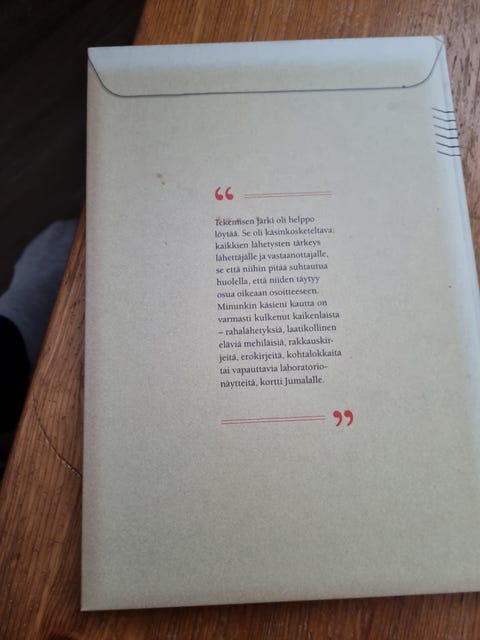 “
Tekemisen järki oli helppo
löytää. Se oli käsinkosketeltava:
kaikkien lähetysten tärkeys
lähettäjälle ja vastaanottajalle,
se että niihin pitää suhtautua
huolella, että niiden täytyy
osua oikeaan osoitteeseen.
Minunkin käsieni kautta on
varmasti kulkenut kaikenlaista
– rahalähetyksiä, laatikollinen
eläviä mehiläisiä, rakkauskir-
jeitä, erokirjeitä, kohtalokkaita
tai vapauttavia laboratorio-
näytteitä, kortti Jumalalle.
”